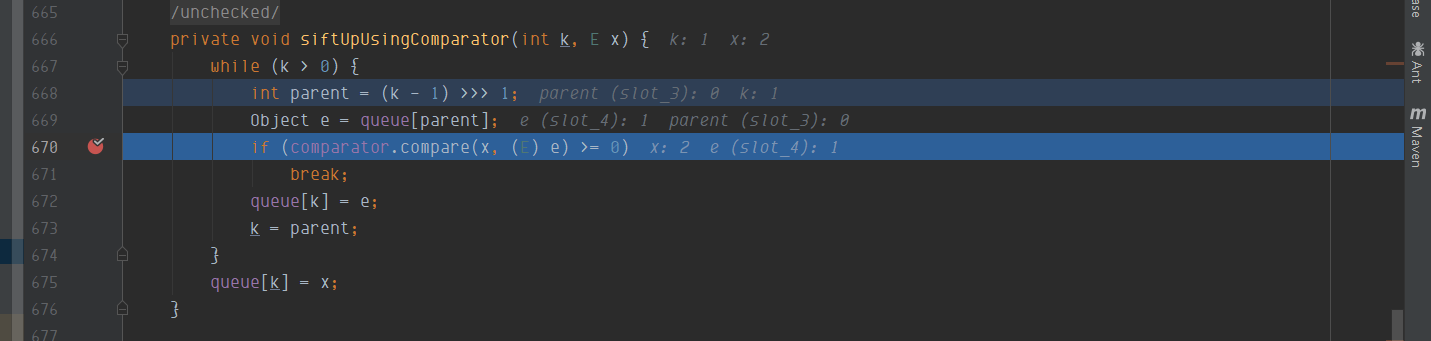 665 /unchecked/
666 private void siftUpUsingComparator(int k, E x) { k: 1 x: 2
667 while (k > 0) {
668 int parent = (k - 1) >>> 1; parent (slot_3): 0 k: 1
669 Object e = queue[parent]; e (slot_4): 1 parent (slot_3): 0
670 if (comparator.compare(x, (E) e) >= 0) x: 2 e (slot_4): 1
671 break;
672 queue[k] = e;
673 k = parent;
674 }
675 queue[k] = x;
676 }
677
ase
Ant
m Maven